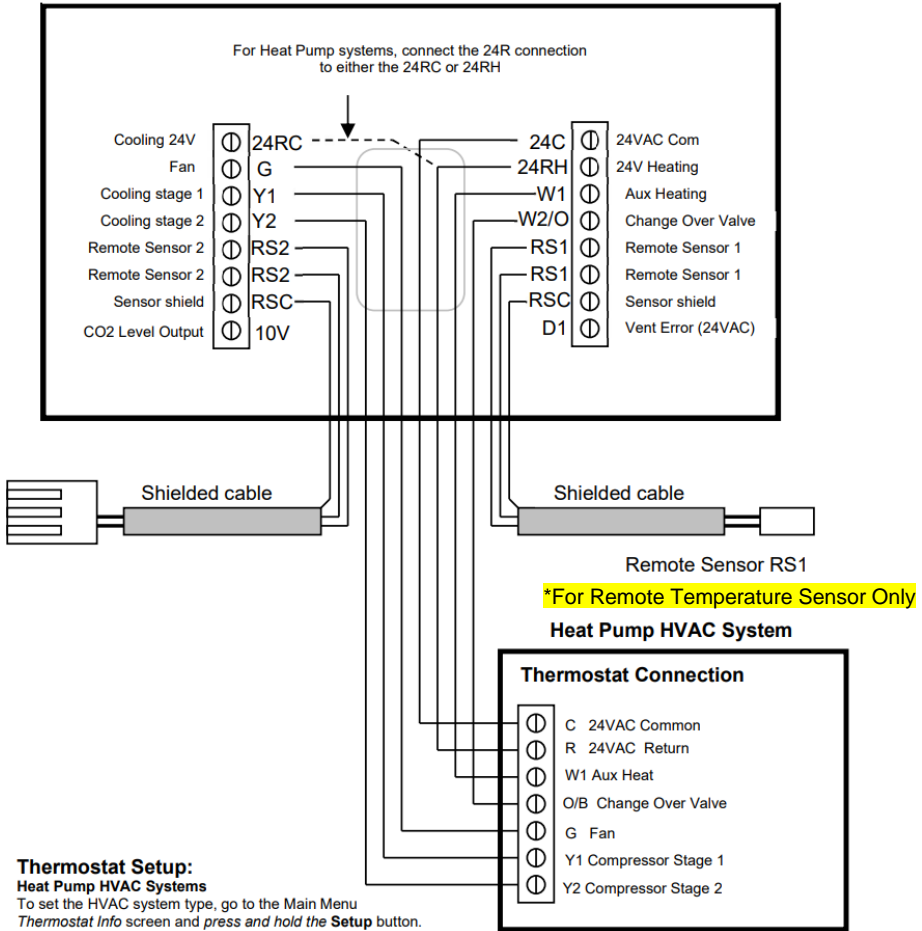 For Heat Pump systems, connect the 24R connection
to either the 24RC or 24RH
Cooling 24V 24RC
Fan G
Cooling stage 1 Y1
Cooling stage 2 Y2
Remote Sensor 2 RS2
Remote Sensor 2 RS2
Sensor shield RSC
CO2 Level Output 10V
24C 24VAC Com
24RH 24V Heating
W1 Aux Heating
W2/O Change Over Valve
RS1 Remote Sensor 1
RS1 Remote Sensor 1
RSC Sensor shield
D1 Vent Error (24VAC)
Shielded cable
Shielded cable
Remote Sensor RS1
*For Remote Temperature Sensor Only
Heat Pump HVAC System
Thermostat Connection
C 24VAC Common
R 24VAC Return
W1 Aux Heat
O/B Change Over Valve
G Fan
Y1 Compressor Stage 1
Y2 Compressor Stage 2
Thermostat Setup:
Heat Pump HVAC Systems
To set the HVAC system type, go to the Main Menu
Thermostat Info screen and press and hold the Setup button.